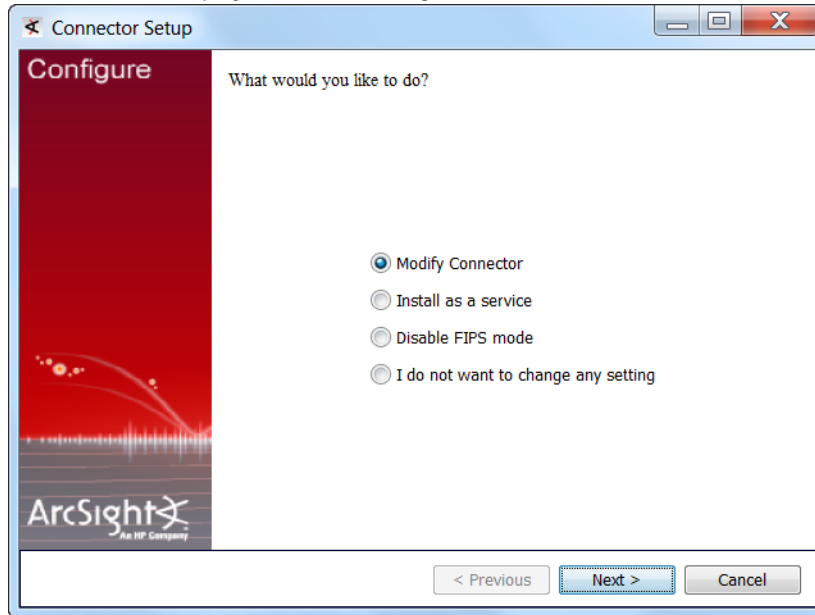 Connector Setup
Configure
What would you like to do?
Modify Connector
Install as a service
Disable FIPS mode
I do not want to change any setting
ArcSight
An HP Company
< Previous
Next >
Cancel